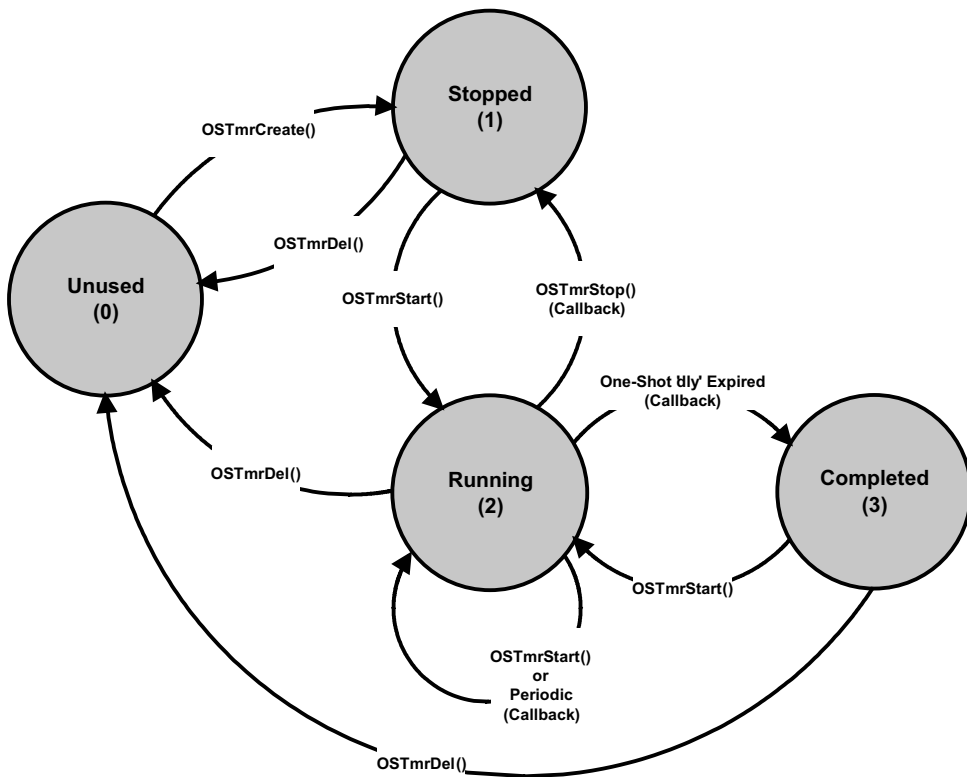 Stopped
(1)
OSTmrCreate()
OSTmrDel()
Unused
(0)
OSTmrStart()
OSTmrStop()
(Callback)
One-Shot 'dly' Expired
(Callback)
OSTmrDel()
Running
(2)
Completed
(3)
OSTmrStart()
OSTmrStart()
or
Periodic
(Callback)
OSTmrDel()